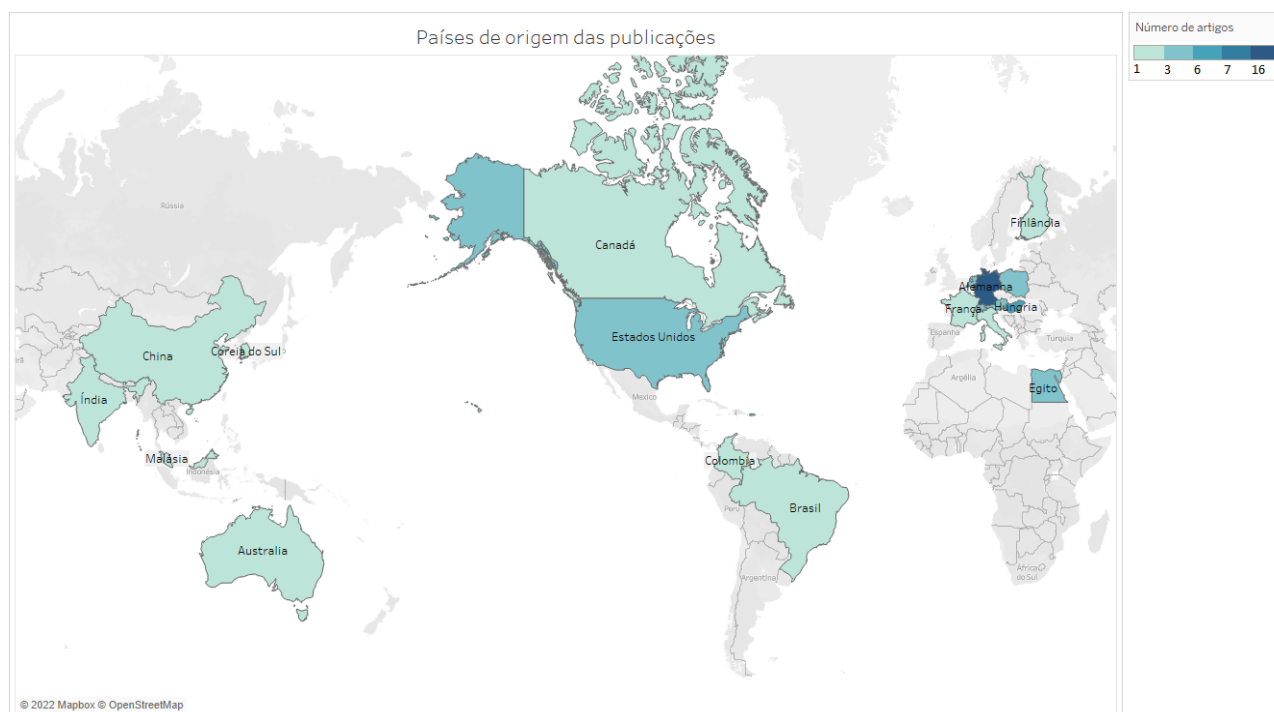 Países de origem das publicações
Número de artigos
1 3 6 7 16
Rússia
Canadá
Finlândia
Alemanha
França
Hungria
Estados Unidos
Espanha
Turquia
China
Coreia do Sul
Índia
Argélia
Egito
Mexico
Malásia
Indonésia
Colombia
Peru
Brasil
Australia
Argentina
África
do Sul
© 2022 Mapbox © OpenStreetMap